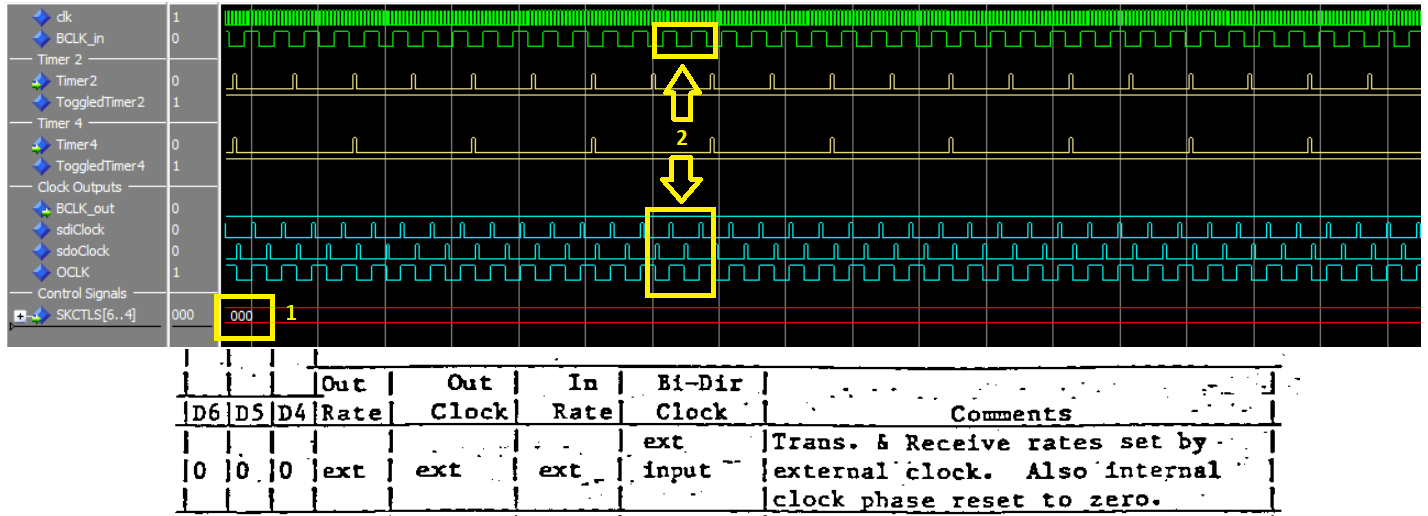 clk 1
BCLK_in 0
Timer 2
Timer2 0
ToggledTimer2 1
Timer 4
Timer4 0
ToggledTimer4 1
Clock Outputs
BCLK_out 0
sdiClock 0
sdoClock 0
OCLK 1
Control Signals
SKCTLS[6..4] 000 000
2
1
Out Out In Bi-Dir
D6 D5 D4 Rate Clock Rate Clock Comments
ext Trans. & Receive rates set by
0 0 0 ext ext ext input external clock. Also internal
clock phase reset to zero.